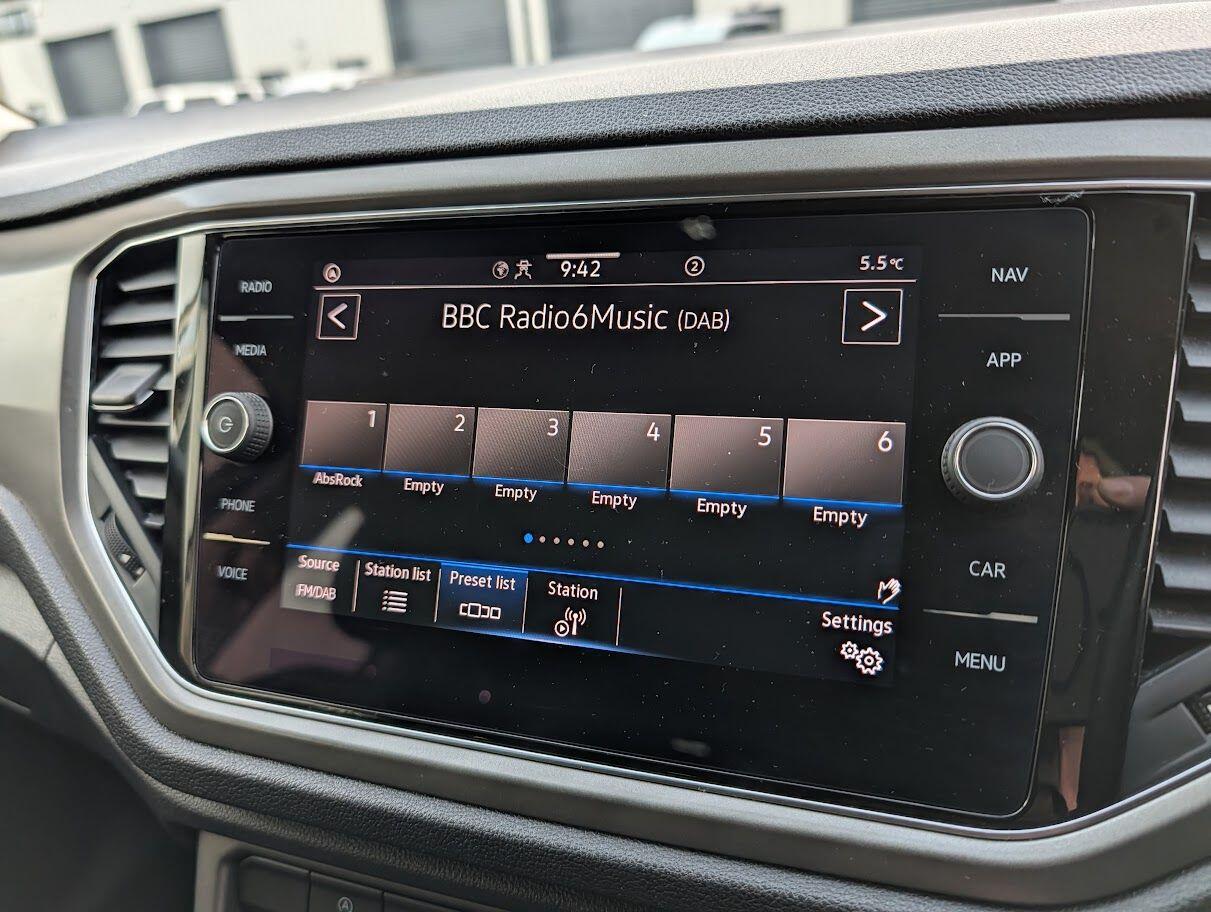 RADIO
MEDIA
PHONE
VOICE
9:42
2
5.5°C
BBC Radio6Music (DAB)
1 2 3 4 5 6
AbsRock Empty Empty Empty Empty Empty
Source
FM/DAB
Station list
Preset list
Station
Settings
NAV
APP
CAR
MENU
A